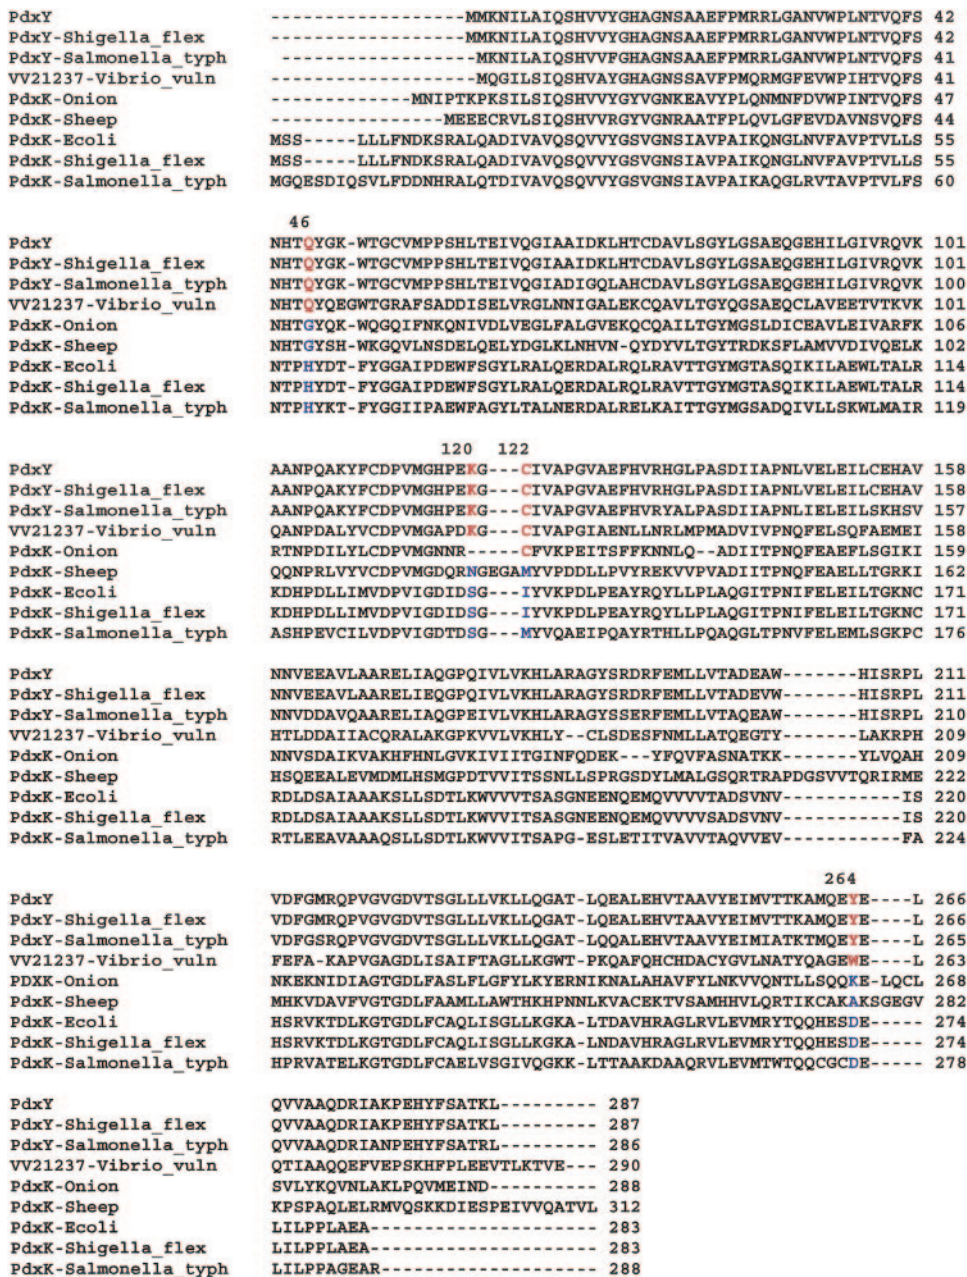 PdxY -------------------MMKNILAIQSHVVYGHAGNSAAEFPMRRLGANVWPLNTVQFS 42
PdxY-Shigella_flex -------------------MMKNILAIQSHVVYGHAGNSAAEFPMRRLGANVWPLNTVQFS 42
PdxY-Salmonella_typh -------------------MKNILAIQSHVVFGHAGNSAAEFPMRRLGANVWPLNTVQFS 41
VV21237-Vibrio_vuln --------------------MQGILSIQSHVAYGHAGNSSAVFPMQRMGFEVWPIHTVQFS 41
PdxK-Onion -------------MNIPTKPKSILSIQSHVVYGYVGNKEAVYPLQNMNFDVWPINTVQFS 47
PdxK-Sheep ----------------MEEECRVLSIQSHVVRGYVGNRAATFPLQVLGFEVDAVNSVQFS 44
PdxK-Ecoli MSS-----LLLFNDKSRALQADIVAVQSQVVYGSVGNSIAVPAIKQNGLNVFAVPTVLLS 55
PdxK-Shigella_flex MSS-----LLLFNDKSRALQADIVAVQSQVVYGSVGNSIAVPAIKQNGLNVFAVPTVLLS 55
PdxK-Salmonella_typh MGQESDIQSVLFDDNHRALQTDIVAVQSQVVYGSVGNSIAVPAIKAQGLRVTAVPTVLFS 60
46
PdxY NHTQYGK-WTGCVMPPSHLTEIVQGIAAIDKLHTCDAVLSGYLGSAEQGEHILGIVRQVK 101
PdxY-Shigella_flex NHTQYGK-WTGCVMPPSHLTEIVQGIAAIDKLHTCDAVLSGYLGSAEQGEHILGIVRQVK 101
PdxY-Salmonella_typh NHTQYGK-WTGCVMPPSHLTEIVQGIADIGQLAHCDAVLSGYLGSAEQGEHILGIVRQVK 100
VV21237-Vibrio_vuln NHTQYQEGWTGRAFSADDISELVRGLNNIGALEKCQAVLTGYQGSAEQCLAVEETVTKVK 101
PdxK-Onion NHTGYQK-WQGQIFNKQNIVDLVEGLFALGVEKQCQAILTGYMGSLDICEAVLEIVARFK 106
PdxK-Sheep NHTGYSH-WKGQVLNSDELQELYDGLKLNHVN-QYDYVLTGYTRDKSFLAMVVDIVQELK 102
PdxK-Ecoli NTPHYDT-FYGGAIPDEWFSGYLRALQERDALRQLRAVTTGYMGTASQIKILAEWLTALR 114
PdxK-Shigella_flex NTPHYDT-FYGGAIPDEWFSGYLRALQERDALRQLRAVTTGYMGTASQIKILAEWLTALR 114
PdxK-Salmonella_typh NTPHYKT-FYGGIIPAEWFAGYLTALNERDALRELKAITTGYMGSADQIVLLSKWLMAIR 119
120 122
PdxY AANPQAKYFCDPVMGHPEKG---CIVAPGVAEFHVRHGLPASDIIAPNLVELEILCEHAV 158
PdxY-Shigella_flex AANPQAKYFCDPVMGHPEKG---CIVAPGVAEFHVRHGLPASDIIAPNLVELEILCEHAV 158
PdxY-Salmonella_typh AANPQAKYFCDPVMGHPEKG---CIVAPGVAEFHVRYALPASDIIAPNLIELEILSKHSV 157
VV21237-Vibrio_vuln QANPDALYVCDPVMGAPDKG---CIVAPGIAENLLNRLMPMADVIVPNQFELSQFAEMEI 158
PdxK-Onion RTNPDILYLCDPVMGNNR-----CFVKPEITSFFKNNLQ--ADIITPNQFEAEFLSGIKI 159
PdxK-Sheep QQNPRLVYVCDPVMGDQRNGEGAMYVPDDLLPVYREKVVPVADIITPNQFEAELLTGRKI 162
PdxK-Ecoli KDHPDLLIMVDPVIGDIDSG---IYVKPDLPEAYRQYLLPLAQGITPNIFELEILTGKNC 171
PdxK-Shigella_flex KDHPDLLIMVDPVIGDIDSG---IYVKPDLPEAYRQYLLPLAQGITPNIFELEILTGKNC 171
PdxK-Salmonella_typh ASHPEVCILVDPVIGDTDSG---MYVQAEIPQAYRTHLLPQAQGLTPNVFELEMLSGKPC 176
PdxY NNVEEAVLAARELIAQGPQIVLVKHLARAGYSRDRFEMLLVTADEAW--------HISRPL 211
PdxY-Shigella_flex NNVEEAVLAARELIEQGPQIVLVKHLARAGYSRDRFEMLLVTADEVW--------HISRPL 211
PdxY-Salmonella_typh NNVDDAVQAARELIAQGPEIVLVKHLARAGYSSERFEMLLVTAQEAW--------HISRPL 210
VV21237-Vibrio_vuln HTLDDAIIACQRALAKGPKVVLVKHLY--CLSDESFNMLLATQEGTY--------LAKRPH 209
PdxK-Onion NNVSDAIKVAKHFHNLGVKIVIITGINFQDEK---YFQVFASNATKK--------YLVQAH 209
PdxK-Sheep HSQEEALEVMDMLHSMGPDTVVITSSNLLSPRGSDYLMALGSQRTRAPDGSVVTQRIRME 222
PdxK-Ecoli RDLDSAIAAAKSLLSDTLKWVVVTSASGNEENQEMQVVVVTADSVNV-----------IS 220
PdxK-Shigella_flex RDLDSAIAAAKSLLSDTLKWVVITSASGNEENQEMQVVVVSADSVNV-----------IS 220
PdxK-Salmonella_typh RTLEEAVAAAQSLLSDTLKWVVITSAPG-ESLETITVAVVTAQVVEV-----------FA 224
264
PdxY VDFGMRQPVGVGDVTSGLLLVKLLQGAT-LQEALEHVTAAVYEIMVTTKAMQEYE----L 266
PdxY-Shigella_flex VDFGMRQPVGVGDVTSGLLLVKLLQGAT-LQEALEHVTAAVYEIMVTTKAMQEYE----L 266
PdxY-Salmonella_typh VDFGSRQPVGVGDVTSGLLLVKLLQGAT-LQQALEHVTAAVYEIMIATKTMQEYE----L 265
VV21237-Vibrio_vuln FEFA-KAPVGAGDLISAIFTAGLLKGWT-PKQAFQHCHDACYGVLNATYQAGEWE----L 263
PDXK-Onion NKEKNIDIAGTGDLFASLFLGFYLKYERNIKNALAHAVFYLNKVVQNTLLSQQKE-LQCL 268
PdxK-Sheep MHKVDAVFVGTGDLFAAMLLAWTHKHPNNLKVACEKTVSAMHHVLQRTIKCAKAKSGEGV 282
PdxK-Ecoli HSRVKTDLKGTGDLFCAQLISGLLKGKA-LTDAVHRAGLRVLEVMRYTQQHESDE----- 274
PdxK-Shigella_flex HSRVKTDLKGTGDLFCAQLISGLLKGKA-LNDAVHRAGLRVLEVMRYTQQHESDE----- 274
PdxK-Salmonella_typh HPRVATELKGTGDLFCAELVSGIVQGKK-LTTAAKDAAQRVLEVMTWTQQCGCDE----- 278
PdxY QVVAAQDRIAKPEHYFSATKL--------- 287
PdxY-Shigella_flex QVVAAQDRIAKPEHYFSATKL--------- 287
PdxY-Salmonella_typh QVVAAQDRIANPEHYFSATRL--------- 286
VV21237-Vibrio_vuln QTIAAQQEFVEPSKHFPLEEVTLKTVE--- 290
PdxK-Onion SVLYKQVNLAKLPQVMEIND---------- 288
PdxK-Sheep KPSPAQLELRMVQSKKDIESPEIVVQATVL 312
PdxK-Ecoli LILPPLAEA--------------------- 283
PdxK-Shigella_flex LILPPLAEA--------------------- 283
PdxK-Salmonella_typh LILPPAGEAR-------------------- 288